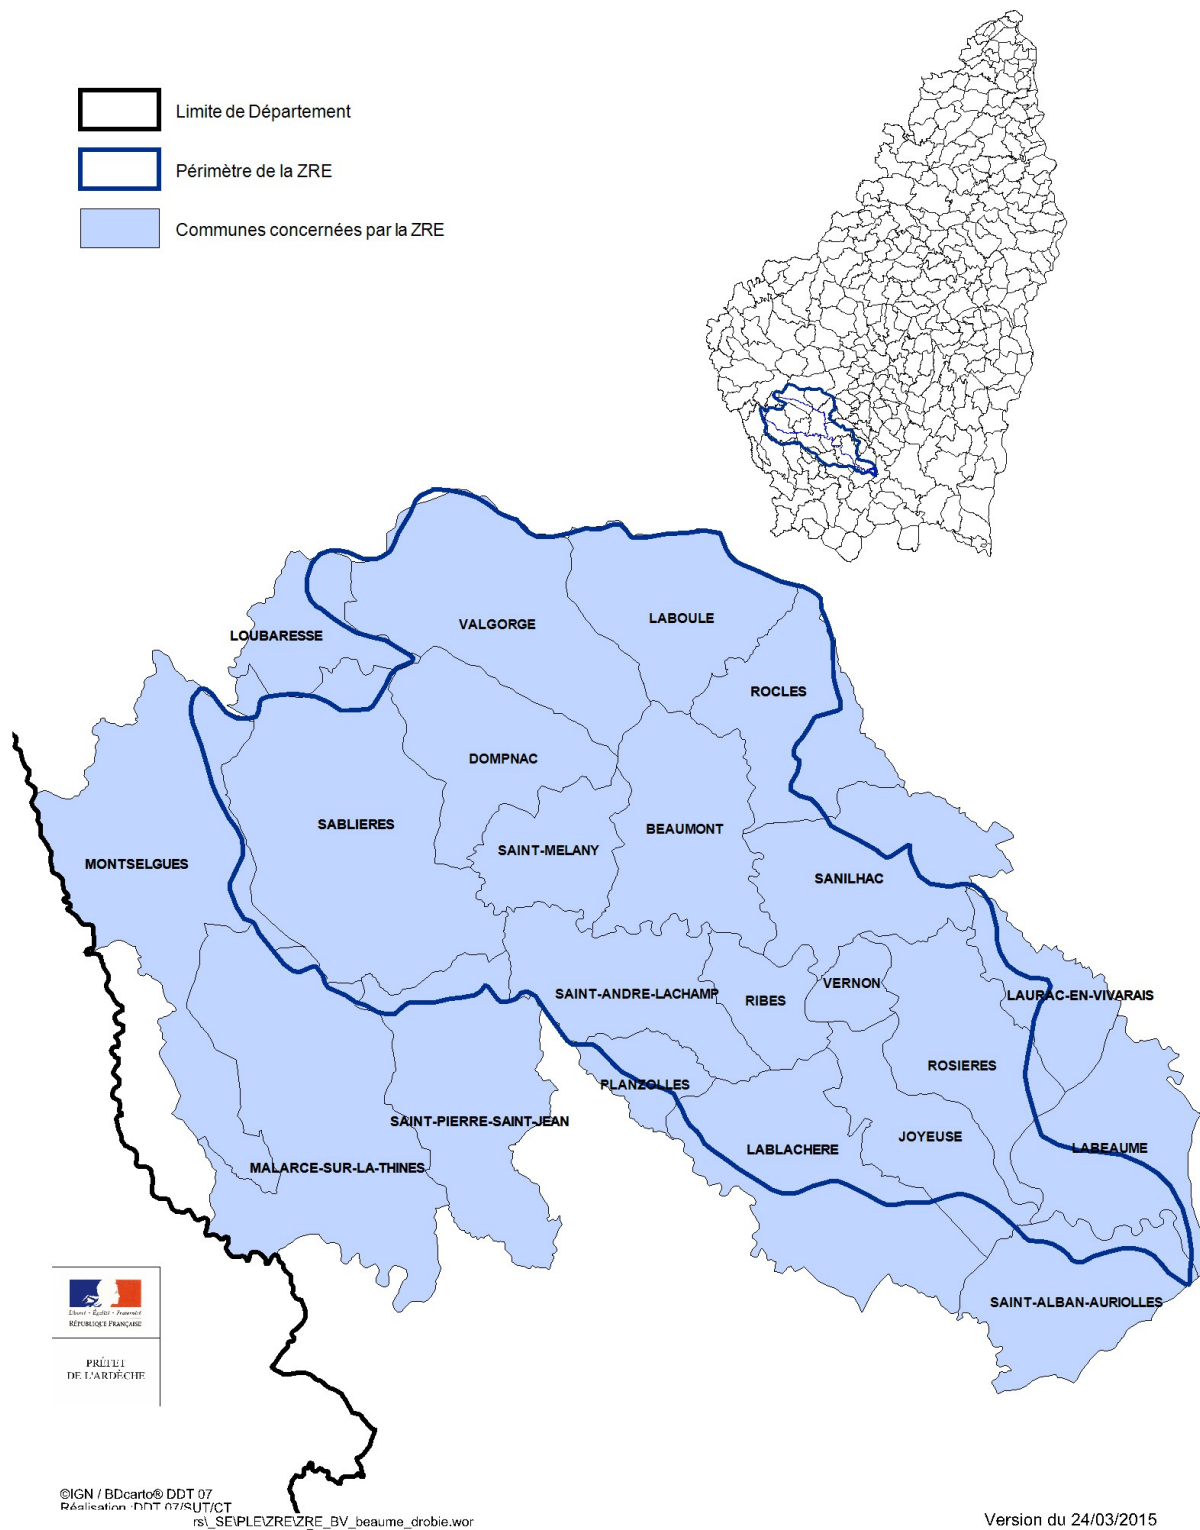 Limite de Département
Périmètre de la ZRE
Communes concernées par la ZRE
VALGORGE
LABOULE
LOUBARESSE
ROCLES
DOMPNAC
SABLIERES
BEAUMONT
SAINT-MELANY
MONTSELGUES
SANILHAC
VERNON
SAINT-ANDRE-LACHAMP
RIBES
LAURAC-EN-VIVARAIS
ROSIERES
PLANZOLLES
SAINT-PIERRE-SAINT-JEAN
JOYEUSE
LABLACHERE
LABEAUME
MALARCE-SUR-LA-THINES
SAINT-ALBAN-AURIOLLES
Liberté • Égalité • Fraternité
RÉPUBLIQUE FRANÇAISE
PRÉFET
DE L'ARDÈCHE
©IGN / BDcarto® DDT 07
Réalisation :DDT 07/SUT/CT
rs\_SE\PLE\ZRE\ZRE_BV_beaume_drobie.wor
Version du 24/03/2015